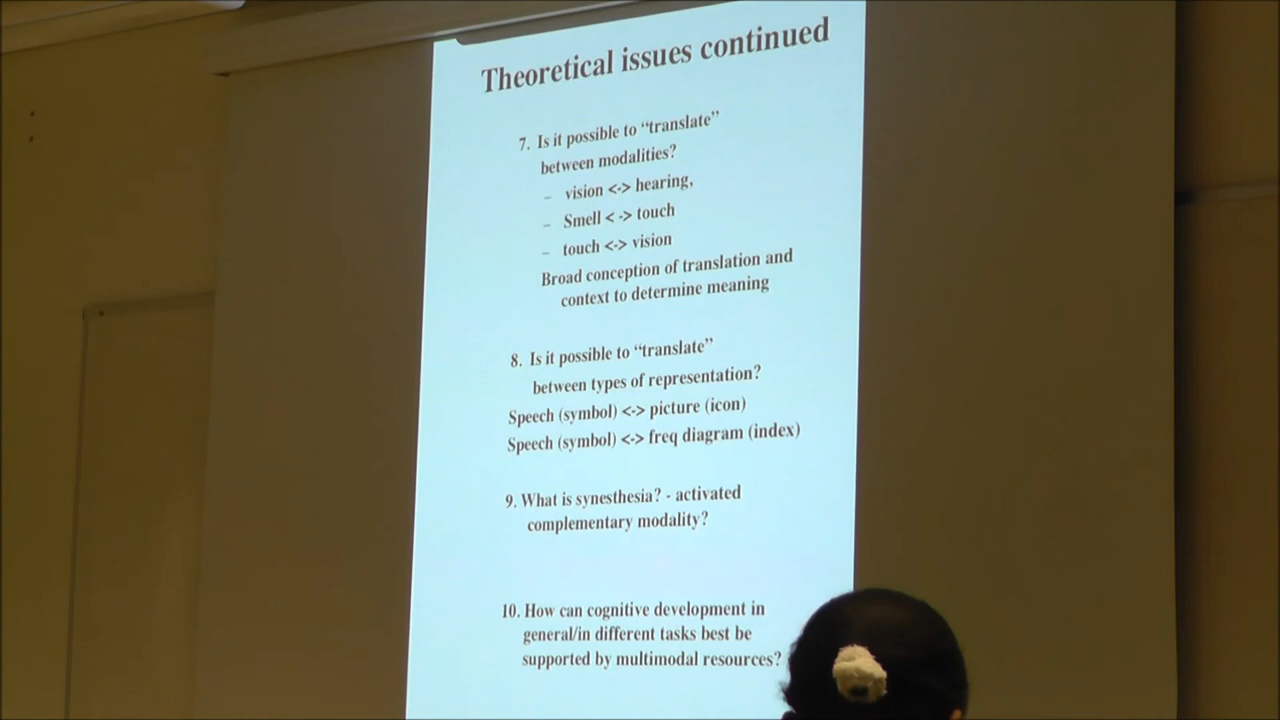 Theoretical issues continued
7. Is it possible to “translate”
between modalities?
– vision <-> hearing,
– Smell < -> touch
– touch <-> vision
Broad conception of translation and
context to determine meaning
8. Is it possible to “translate”
between types of representation?
Speech (symbol) <-> picture (icon)
Speech (symbol) <-> freq diagram (index)
9. What is synesthesia? - activated
complementary modality?
10. How can cognitive development in
general/in different tasks best be
supported by multimodal resources?